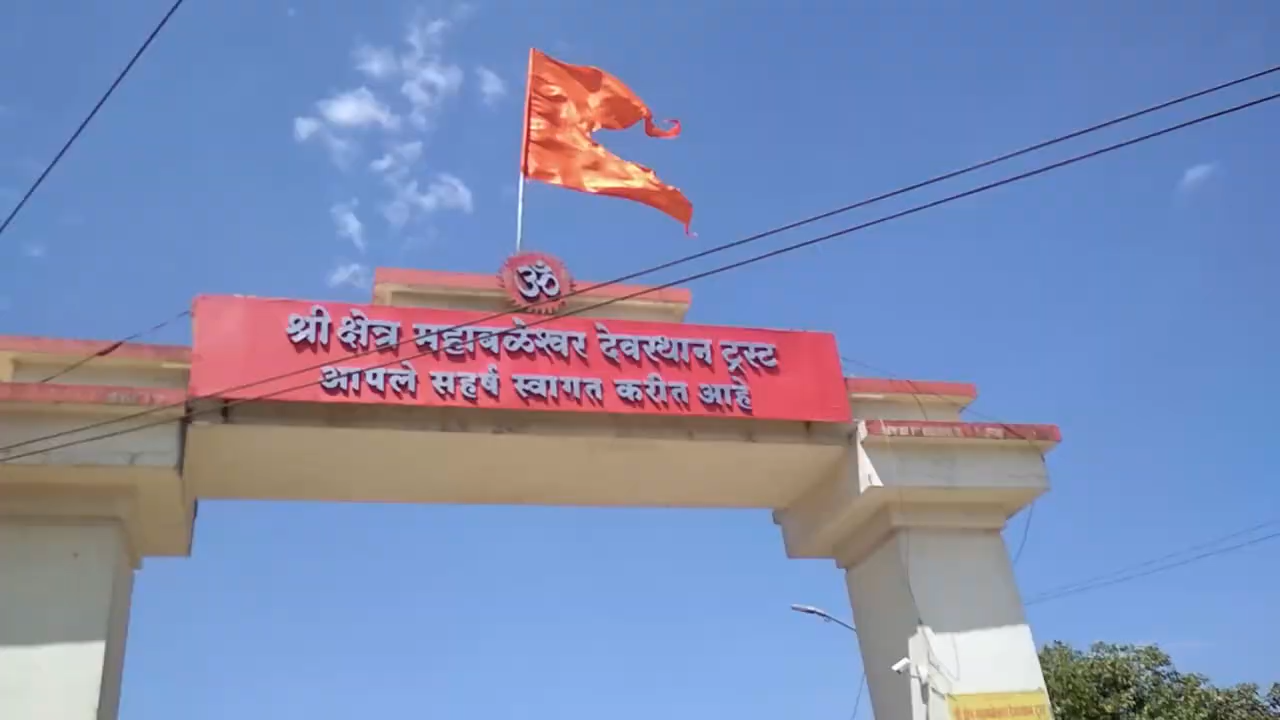 ॐ
श्री क्षेत्र महाबळेश्वर देवस्थान ट्रस्ट
आपले सहर्ष स्वागत करीत आहे